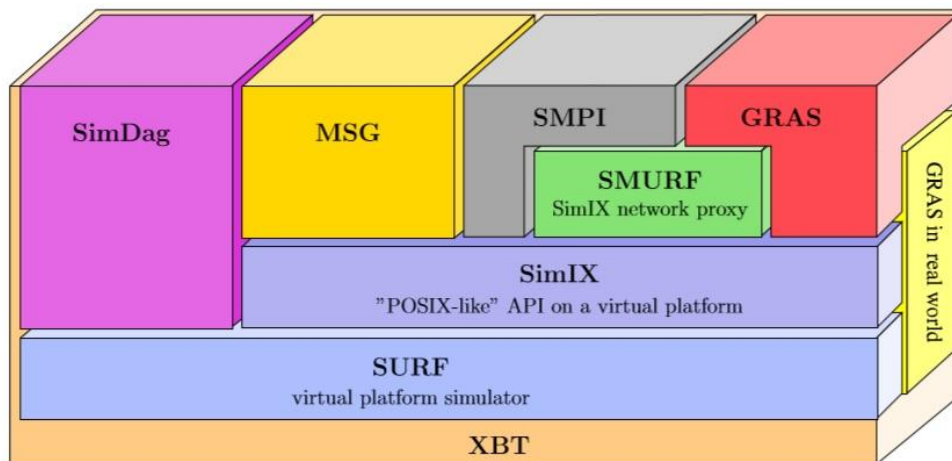 SimDag
MSG
SMPI
GRAS
SMURF
SimIX network proxy
GRAS in real world
SimIX
”POSIX-like” API on a virtual platform
SURF
virtual platform simulator
XBT